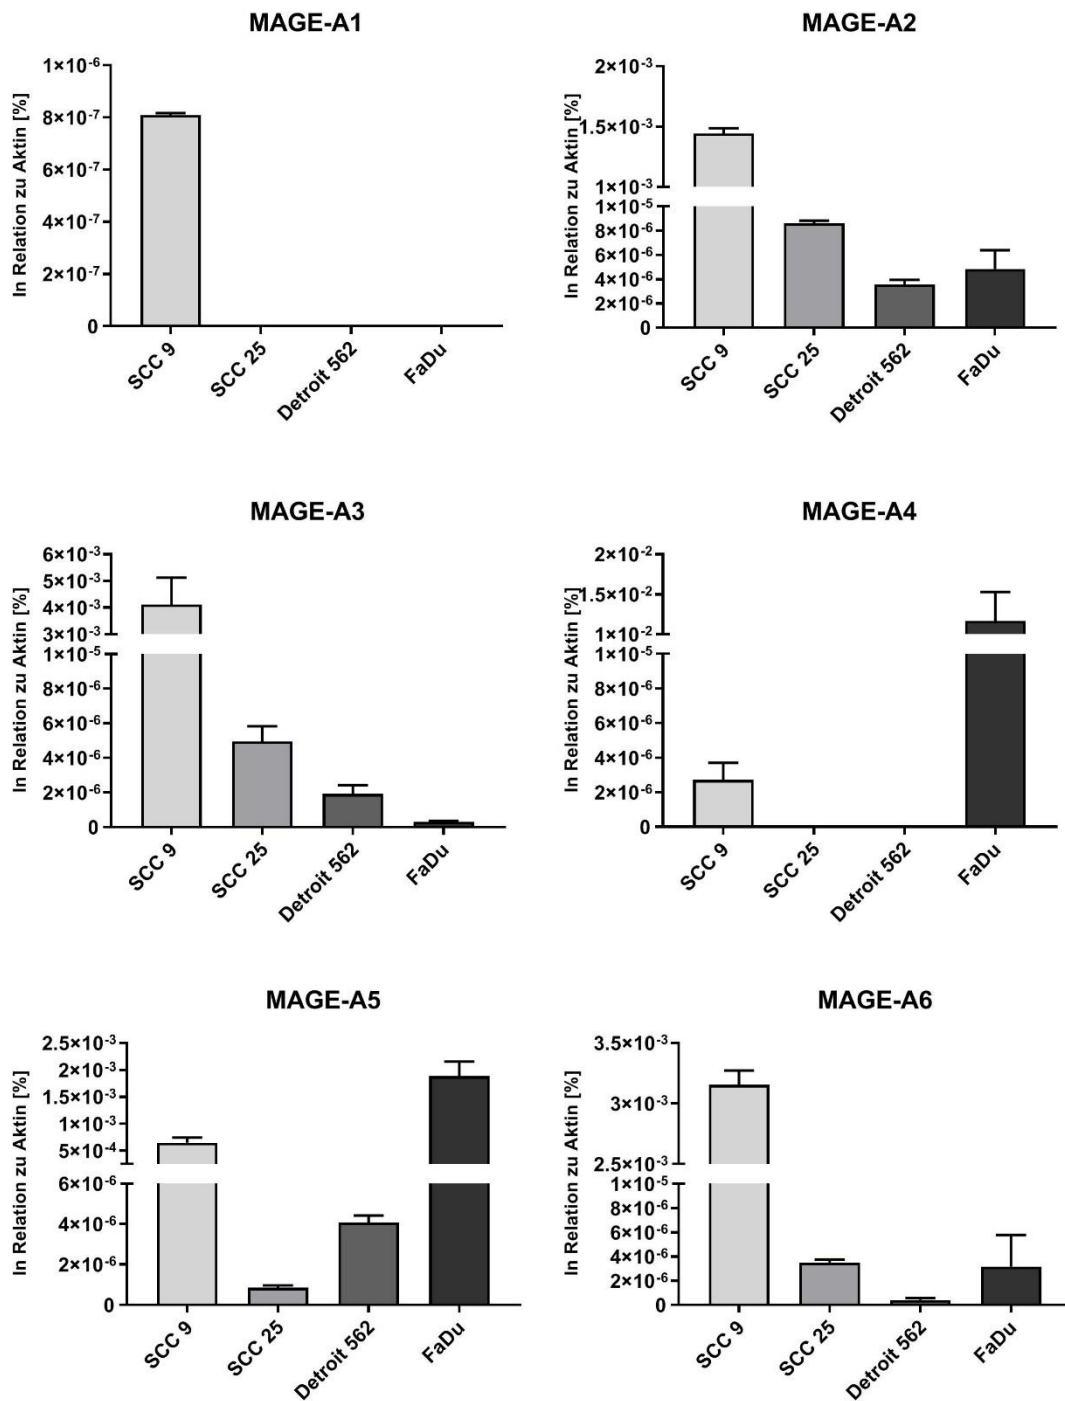 MAGE-A1
In Relation zu Aktin [%]
1×10⁻⁶
8×10⁻⁷
6×10⁻⁷
4×10⁻⁷
2×10⁻⁷
0
SCC 9
SCC 25
Detroit 562
FaDu
MAGE-A2
In Relation zu Aktin [%]
2×10⁻³
1.5×10⁻³
1×10⁻³
1×10⁻⁵
8×10⁻⁶
6×10⁻⁶
4×10⁻⁶
2×10⁻⁶
0
SCC 9
SCC 25
Detroit 562
FaDu
MAGE-A3
In Relation zu Aktin [%]
6×10⁻³
5×10⁻³
4×10⁻³
3×10⁻³
1×10⁻⁵
8×10⁻⁶
6×10⁻⁶
4×10⁻⁶
2×10⁻⁶
0
SCC 9
SCC 25
Detroit 562
FaDu
MAGE-A4
In Relation zu Aktin [%]
2×10⁻²
1.5×10⁻²
1×10⁻²
1×10⁻⁵
8×10⁻⁶
6×10⁻⁶
4×10⁻⁶
2×10⁻⁶
0
SCC 9
SCC 25
Detroit 562
FaDu
MAGE-A5
In Relation zu Aktin [%]
2.5×10⁻³
2×10⁻³
1.5×10⁻³
1×10⁻³
5×10⁻⁴
6×10⁻⁶
4×10⁻⁶
2×10⁻⁶
0
SCC 9
SCC 25
Detroit 562
FaDu
MAGE-A6
In Relation zu Aktin [%]
3.5×10⁻³
3×10⁻³
2.5×10⁻³
1×10⁻⁵
8×10⁻⁶
6×10⁻⁶
4×10⁻⁶
2×10⁻⁶
0
SCC 9
SCC 25
Detroit 562
FaDu